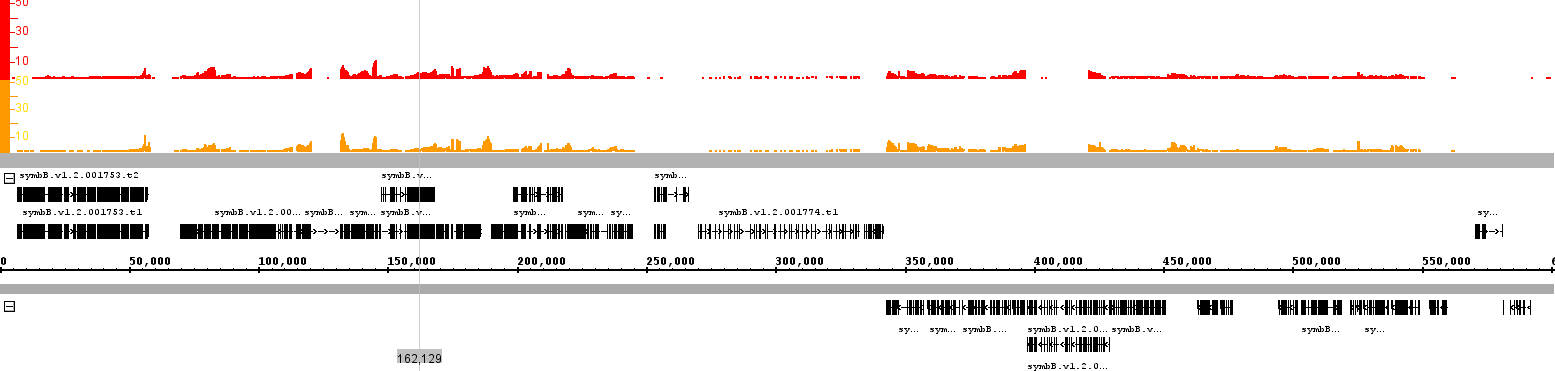 50
30
10
50
30
10
symbB.v1.2.001753.t2 symbB.v... symb...
symbB.v1.2.001753.t1 symbB.v1.2.00... symbB... sym... symbB.v... symb... sym... sy... symbB.v1.2.001774.t1 sy...
0 50,000 100,000 150,000 200,000 250,000 300,000 350,000 400,000 450,000 500,000 550,000
sy... sym... symbB.... symbB.v1.2.0... symbB.v... symbB... sy...
162,129
symbB.v1.2.0...